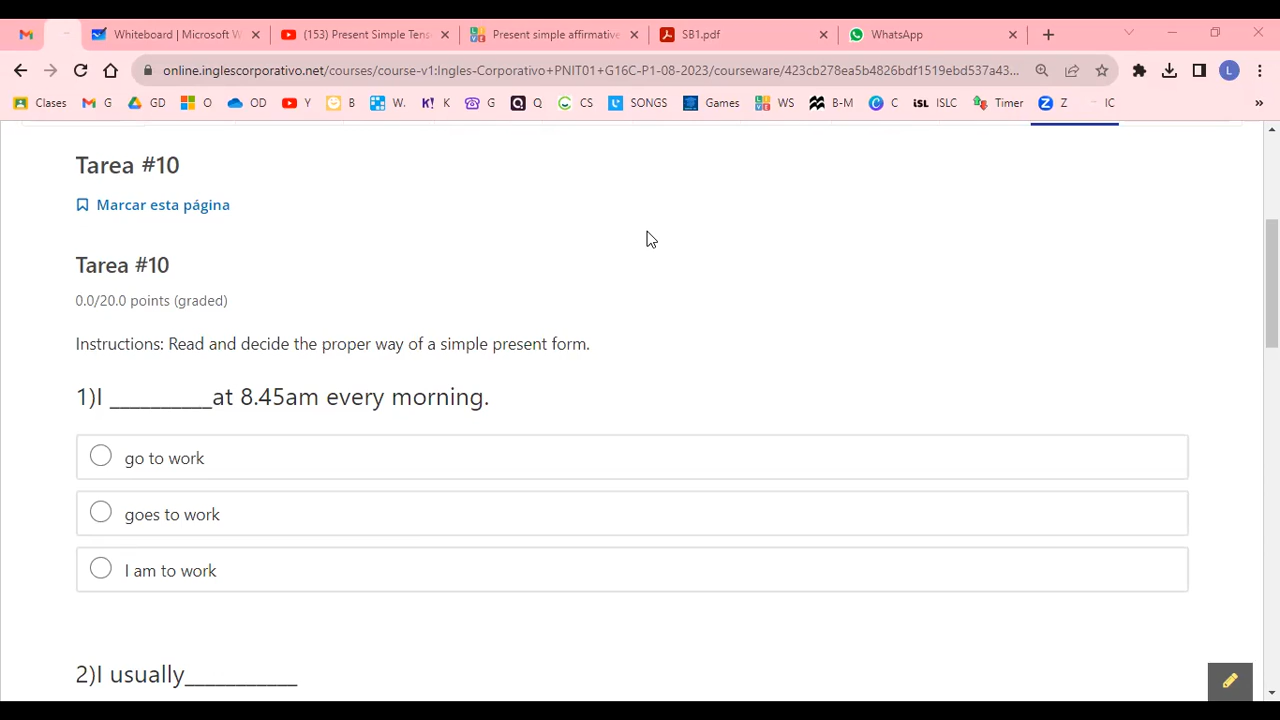 Whiteboard | Microsoft W
(153) Present Simple Tens
Present simple affirmative
SB1.pdf
WhatsApp
online.inglescorporativo.net/courses/course-v1:Ingles-Corporativo+PNIT01+G16C-P1-08-2023/courseware/423cb278ea5b4826bdf1519ebd537a43...
L
Clases M G GD O OD Y B W. K! K G Q CS SONGS Games WS B-M C iSL ISLC Timer Z Z IC »
Tarea #10
Marcar esta página
Tarea #10
0.0/20.0 points (graded)
Instructions: Read and decide the proper way of a simple present form.
1)I __________at 8.45am every morning.
go to work
goes to work
I am to work
2)I usually___________